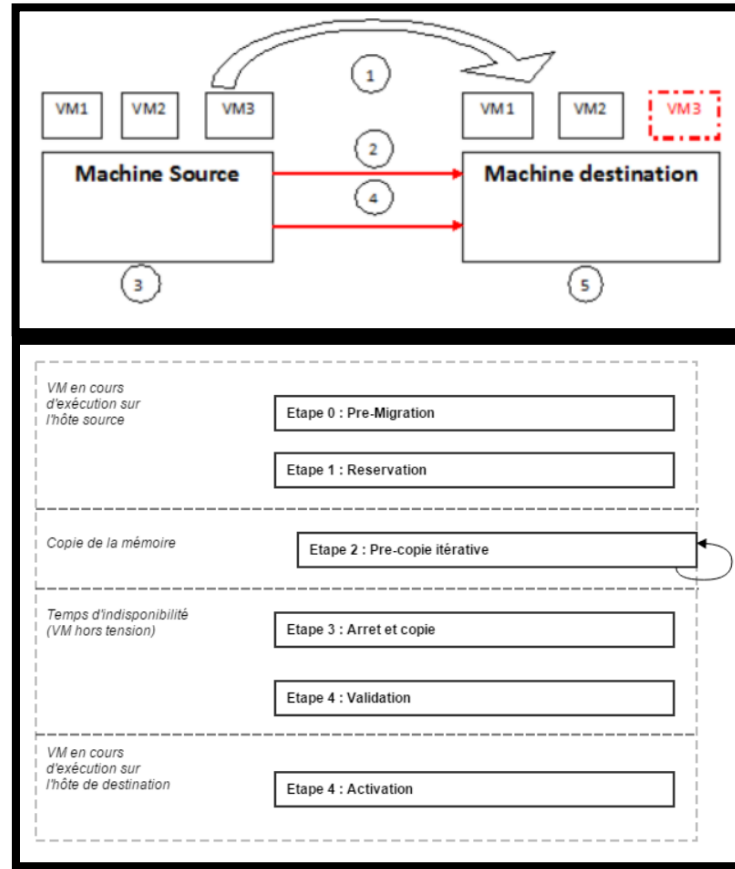 1
VM1
VM2
VM3
VM1
VM2
VM3
2
Machine Source
Machine destination
4
3
5
VM en cours
d'exécution sur
l'hôte source
Etape 0 : Pre-Migration
Etape 1 : Reservation
Copie de la mémoire
Etape 2 : Pre-copie itérative
Temps d'indisponibilité
(VM hors tension)
Etape 3 : Arret et copie
Etape 4 : Validation
VM en cours
d'exécution sur
l'hôte de destination
Etape 4 : Activation